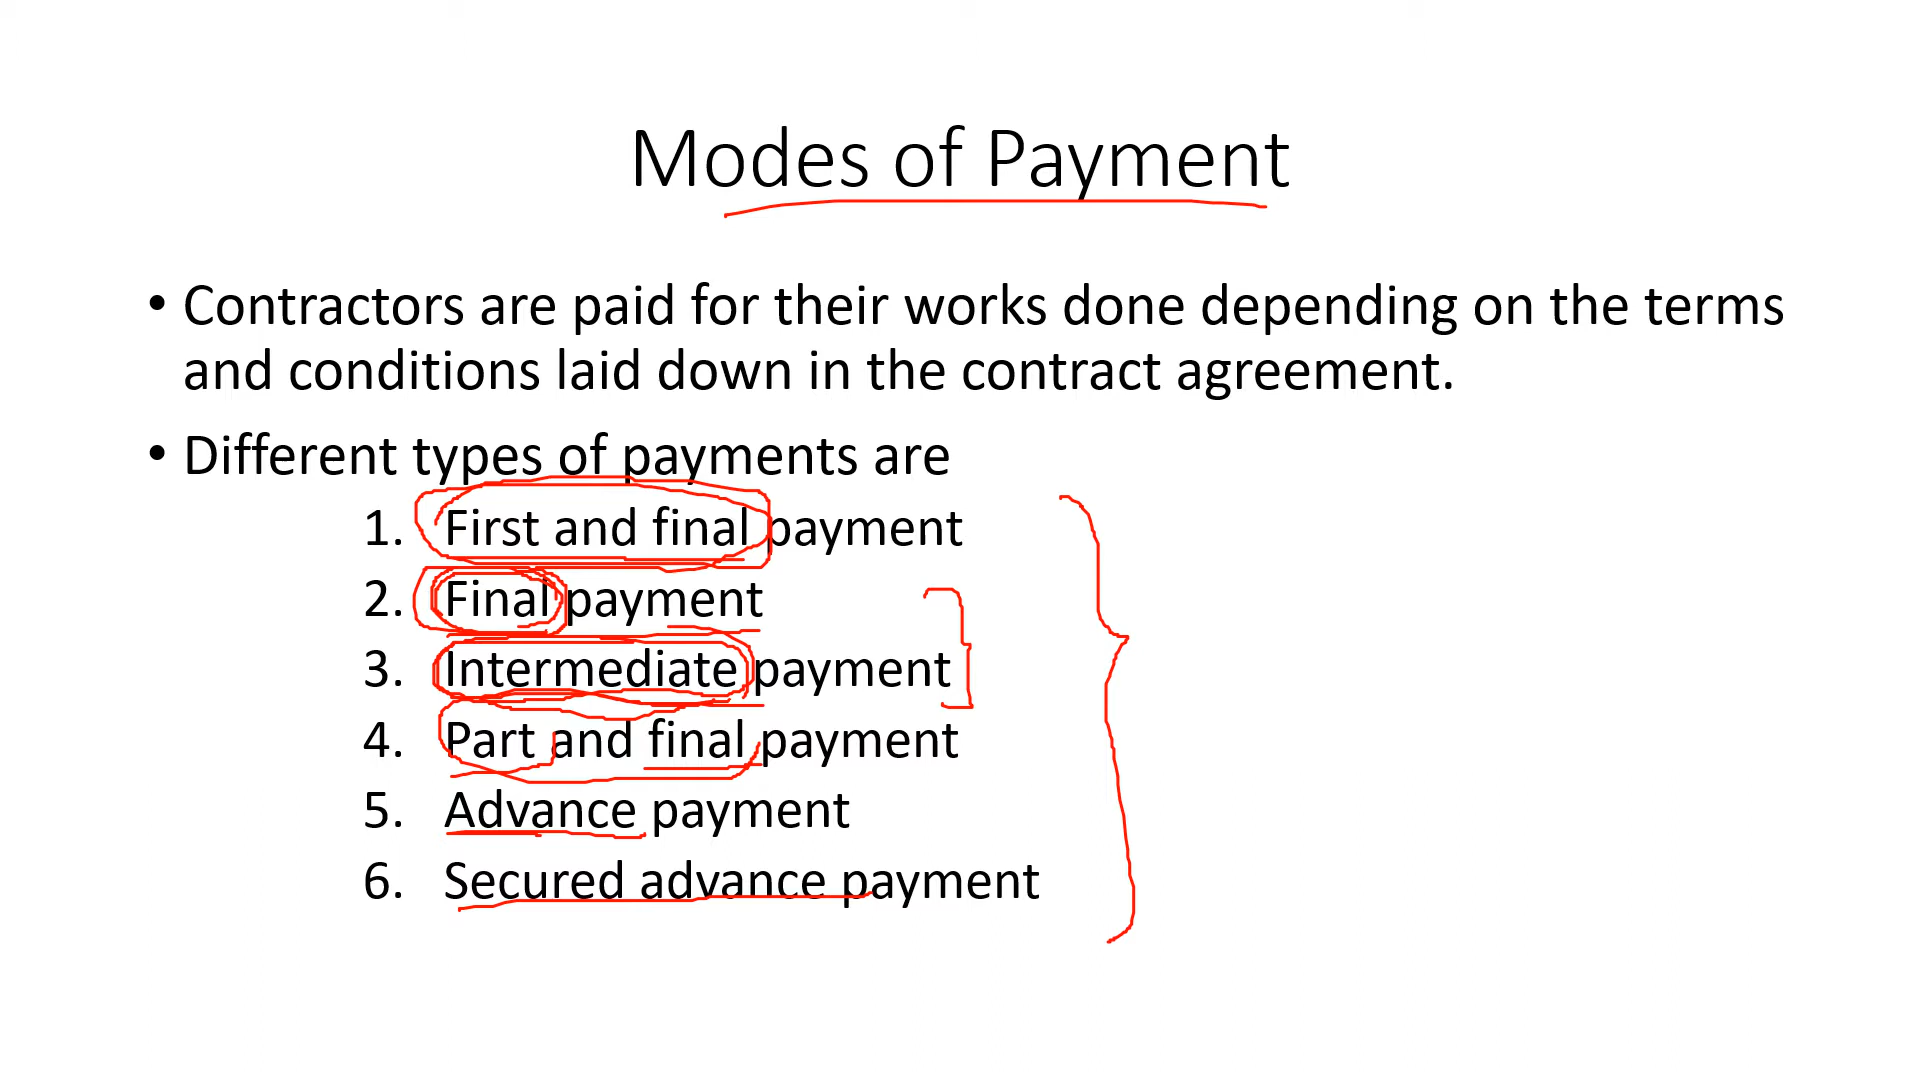 Modes of Payment
• Contractors are paid for their works done depending on the terms
and conditions laid down in the contract agreement.
• Different types of payments are
1. First and final payment
2. Final payment
3. Intermediate payment
4. Part and final payment
5. Advance payment
6. Secured advance payment